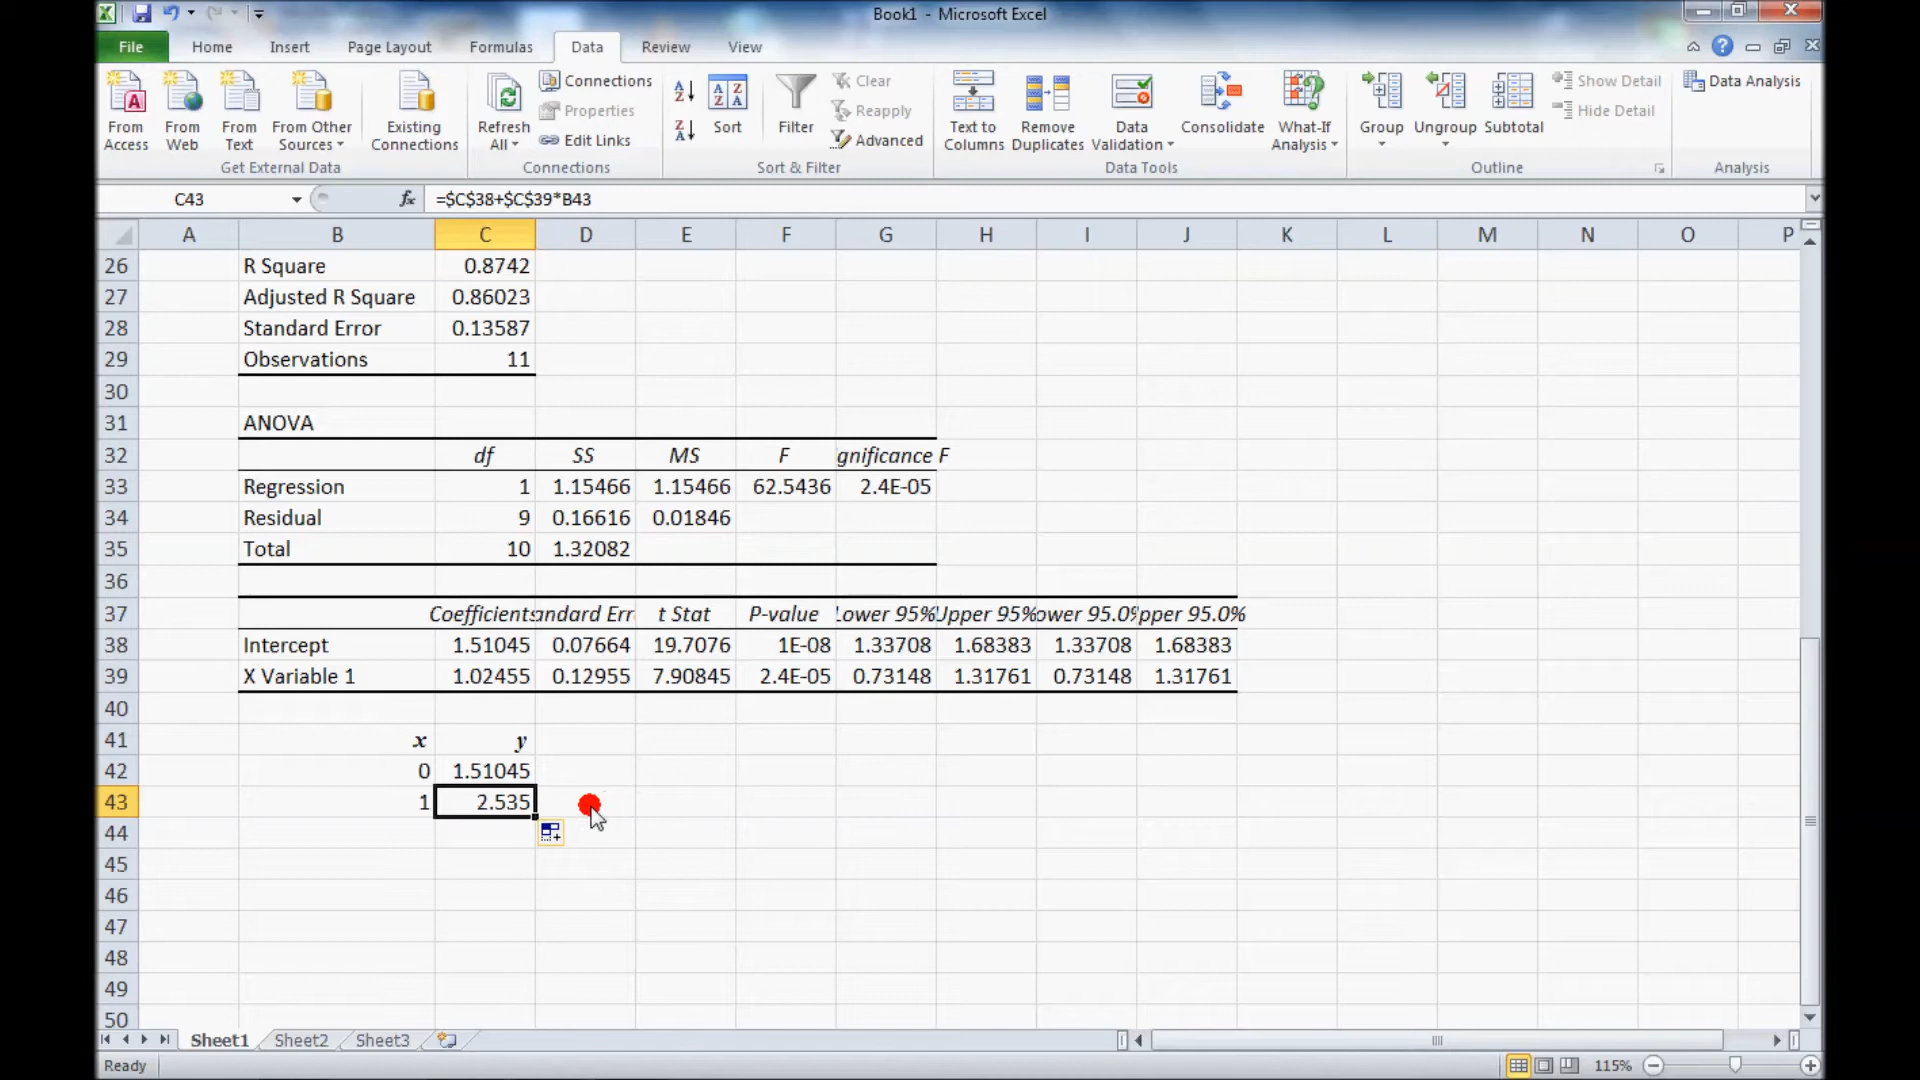 Book1 - Microsoft Excel
File Home Insert Page Layout Formulas Data Review View
From Access
From Web
From Text
From Other Sources
Existing Connections
Get External Data
Refresh All
Connections
Properties
Edit Links
Connections
Sort
Filter
Clear
Reapply
Advanced
Sort & Filter
Text to Columns
Remove Duplicates
Data Validation
Consolidate
What-If Analysis
Data Tools
Group
Ungroup
Subtotal
Show Detail
Hide Detail
Outline
Data Analysis
Analysis
C43 fx =$C$38+$C$39*B43
A B C D E F G H I J K L M N O P
26 R Square 0.8742
27 Adjusted R Square 0.86023
28 Standard Error 0.13587
29 Observations 11
30
31 ANOVA
32 df SS MS F gnificance F
33 Regression 1 1.15466 1.15466 62.5436 2.4E-05
34 Residual 9 0.16616 0.01846
35 Total 10 1.32082
36
37 Coefficients andard Err t Stat P-value Lower 95% Upper 95% ower 95.0% pper 95.0%
38 Intercept 1.51045 0.07664 19.7076 1E-08 1.33708 1.68383 1.33708 1.68383
39 X Variable 1 1.02455 0.12955 7.90845 2.4E-05 0.73148 1.31761 0.73148 1.31761
40
41 x y
42 0 1.51045
43 1 2.535
44
45
46
47
48
49
50
Sheet1 Sheet2 Sheet3
Ready 115%